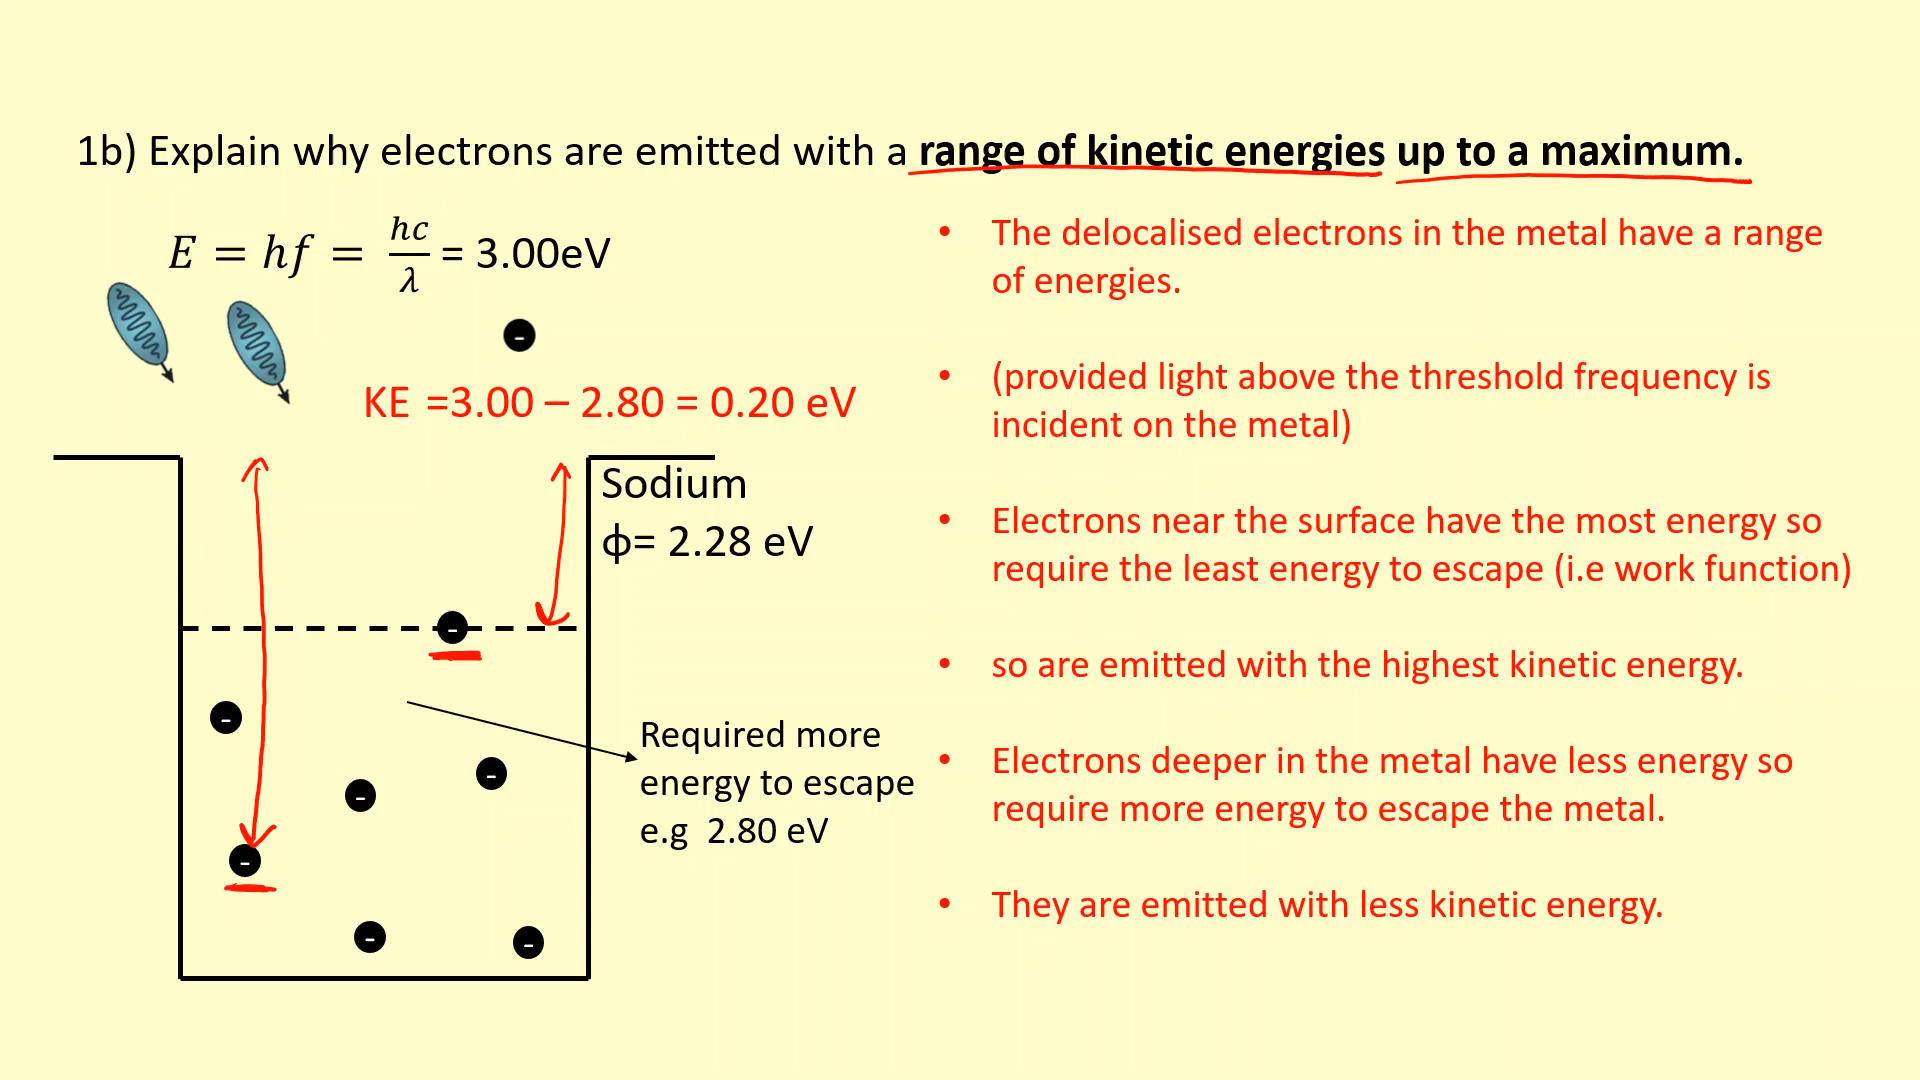 1b) Explain why electrons are emitted with a range of kinetic energies up to a maximum.
E = hf = hc/λ = 3.00eV
-
KE =3.00 – 2.80 = 0.20 eV
Sodium
ϕ= 2.28 eV
-
-
-
-
Required more
energy to escape
e.g 2.80 eV
-
-
-
• The delocalised electrons in the metal have a range
of energies.
• (provided light above the threshold frequency is
incident on the metal)
• Electrons near the surface have the most energy so
require the least energy to escape (i.e work function)
• so are emitted with the highest kinetic energy.
• Electrons deeper in the metal have less energy so
require more energy to escape the metal.
• They are emitted with less kinetic energy.